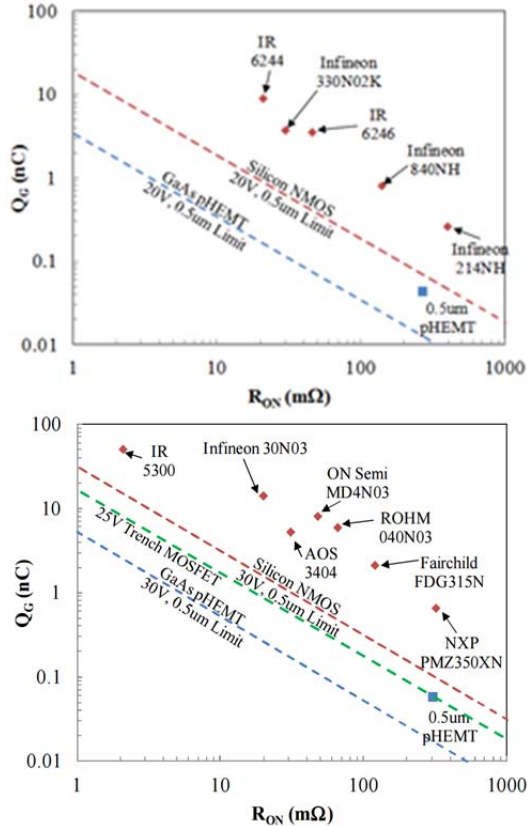 100
10
1
0.1
0.01
Q_G (nC)
IR
6244
Infineon
330N02K
IR
6246
Infineon
840NH
Infineon
214NH
Silicon NMOS
20V, 0.5um Limit
GaAs pHEMT
20V, 0.5um Limit
0.5um
pHEMT
1 10 100 1000
R_ON (mΩ)
100
10
1
0.1
0.01
Q_G (nC)
IR
5300
Infineon 30N03
ON Semi
MD4N03
ROHM
040N03
AOS
3404
Fairchild
FDG315N
NXP
PMZ350XN
Silicon NMOS
30V, 0.5um Limit
25V Trench MOSFET
GaAs pHEMT
30V, 0.5um Limit
0.5um
pHEMT
1 10 100 1000
R_ON (mΩ)